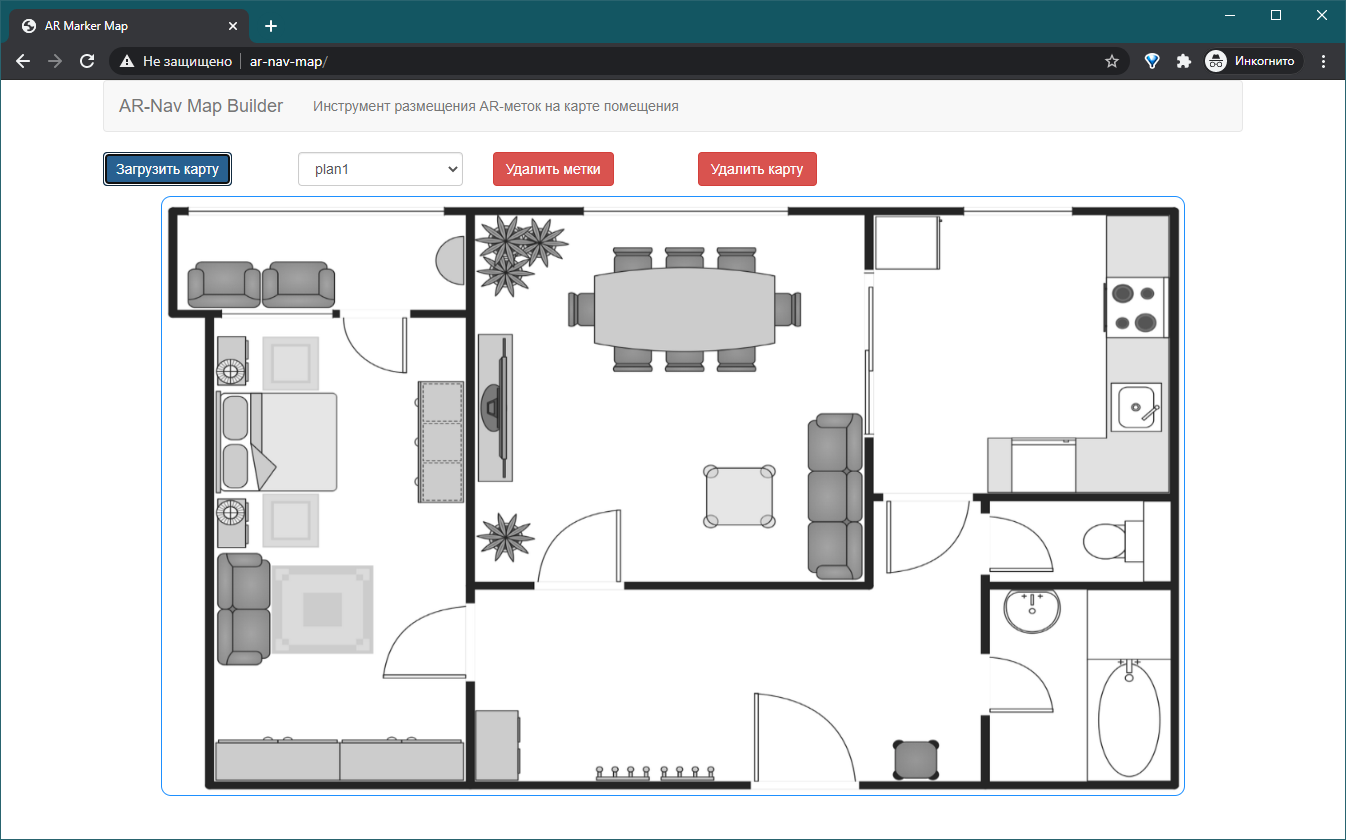 AR Marker Map
Не защищено ar-nav-map/ Инкогнито
AR-Nav Map Builder Инструмент размещения AR-меток на карте помещения
Загрузить карту plan1 Удалить метки Удалить карту